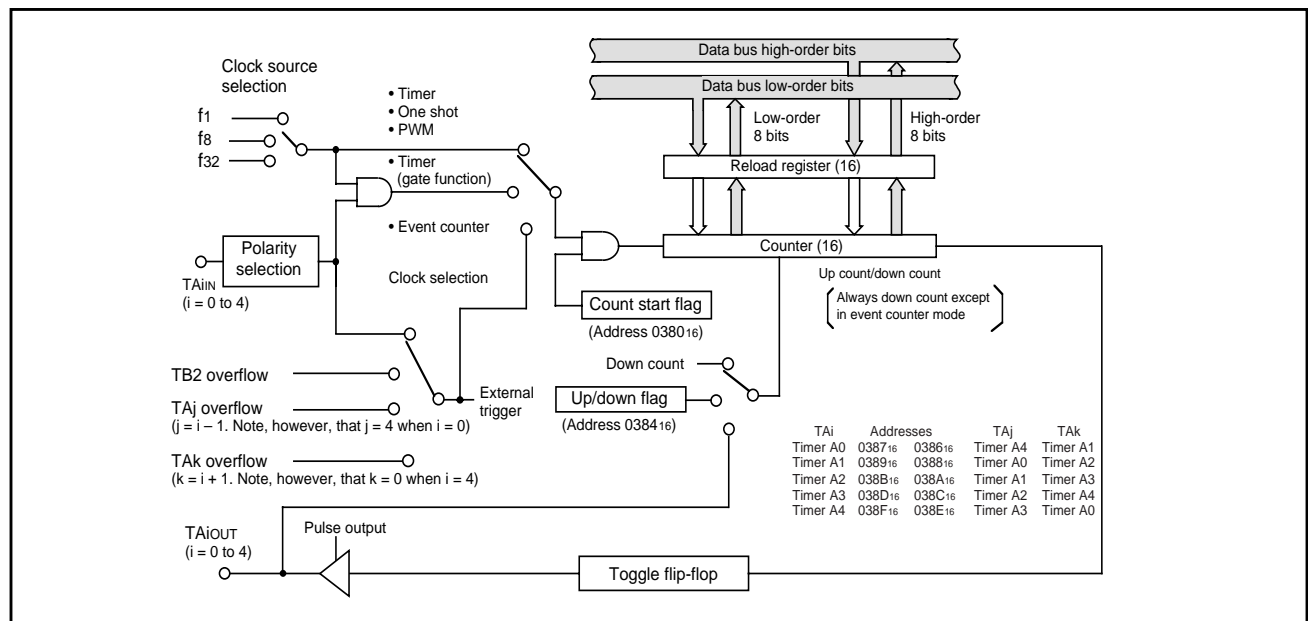 Data bus high-order bits
Data bus low-order bits
Clock source
selection
f1
f8
f32
• Timer
• One shot
• PWM
• Timer
(gate function)
• Event counter
Clock selection
Low-order
8 bits
High-order
8 bits
Reload register (16)
Counter (16)
Polarity
selection
TAiIN
(i = 0 to 4)
Up count/down count
Always down count except
in event counter mode
Count start flag
(Address 038016)
TB2 overflow
TAj overflow
(j = i – 1. Note, however, that j = 4 when i = 0)
TAk overflow
(k = i + 1. Note, however, that k = 0 when i = 4)
External
trigger
Down count
Up/down flag
(Address 038416)
TAi Addresses TAj TAk
Timer A0 038716 038616 Timer A4 Timer A1
Timer A1 038916 038816 Timer A0 Timer A2
Timer A2 038B16 038A16 Timer A1 Timer A3
Timer A3 038D16 038C16 Timer A2 Timer A4
Timer A4 038F16 038E16 Timer A3 Timer A0
TAiOUT
(i = 0 to 4)
Pulse output
Toggle flip-flop